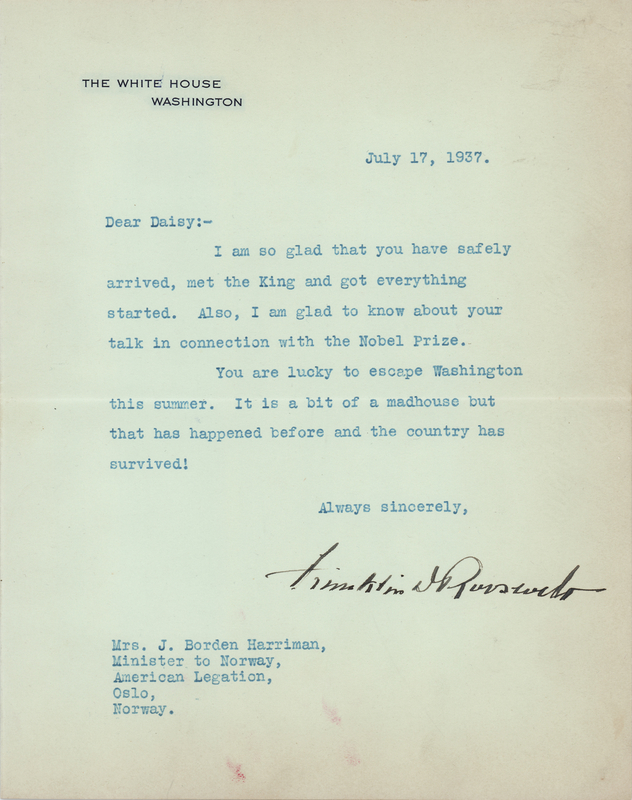 THE WHITE HOUSE
WASHINGTON
July 17, 1937.
Dear Daisy:-
I am so glad that you have safely
arrived, met the King and got everything
started. Also, I am glad to know about your
talk in connection with the Nobel Prize.
You are lucky to escape Washington
this summer. It is a bit of a madhouse but
that has happened before and the country has
survived!
Always sincerely,
Franklin D Roosevelt
Mrs. J. Borden Harriman,
Minister to Norway,
American Legation,
Oslo,
Norway.